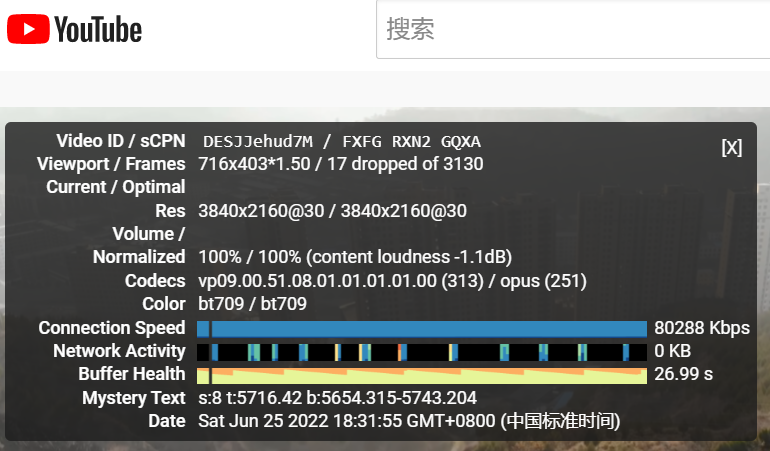 YouTube
搜索
[X]
Video ID / sCPN DESJJehud7M / FXFG RXN2 GQXA
Viewport / Frames 716x403*1.50 / 17 dropped of 3130
Current / Optimal
Res 3840x2160@30 / 3840x2160@30
Volume /
Normalized 100% / 100% (content loudness -1.1dB)
Codecs vp09.00.51.08.01.01.01.01.00 (313) / opus (251)
Color bt709 / bt709
Connection Speed 80288 Kbps
Network Activity 0 KB
Buffer Health 26.99 s
Mystery Text s:8 t:5716.42 b:5654.315-5743.204
Date Sat Jun 25 2022 18:31:55 GMT+0800 (中国标准时间)